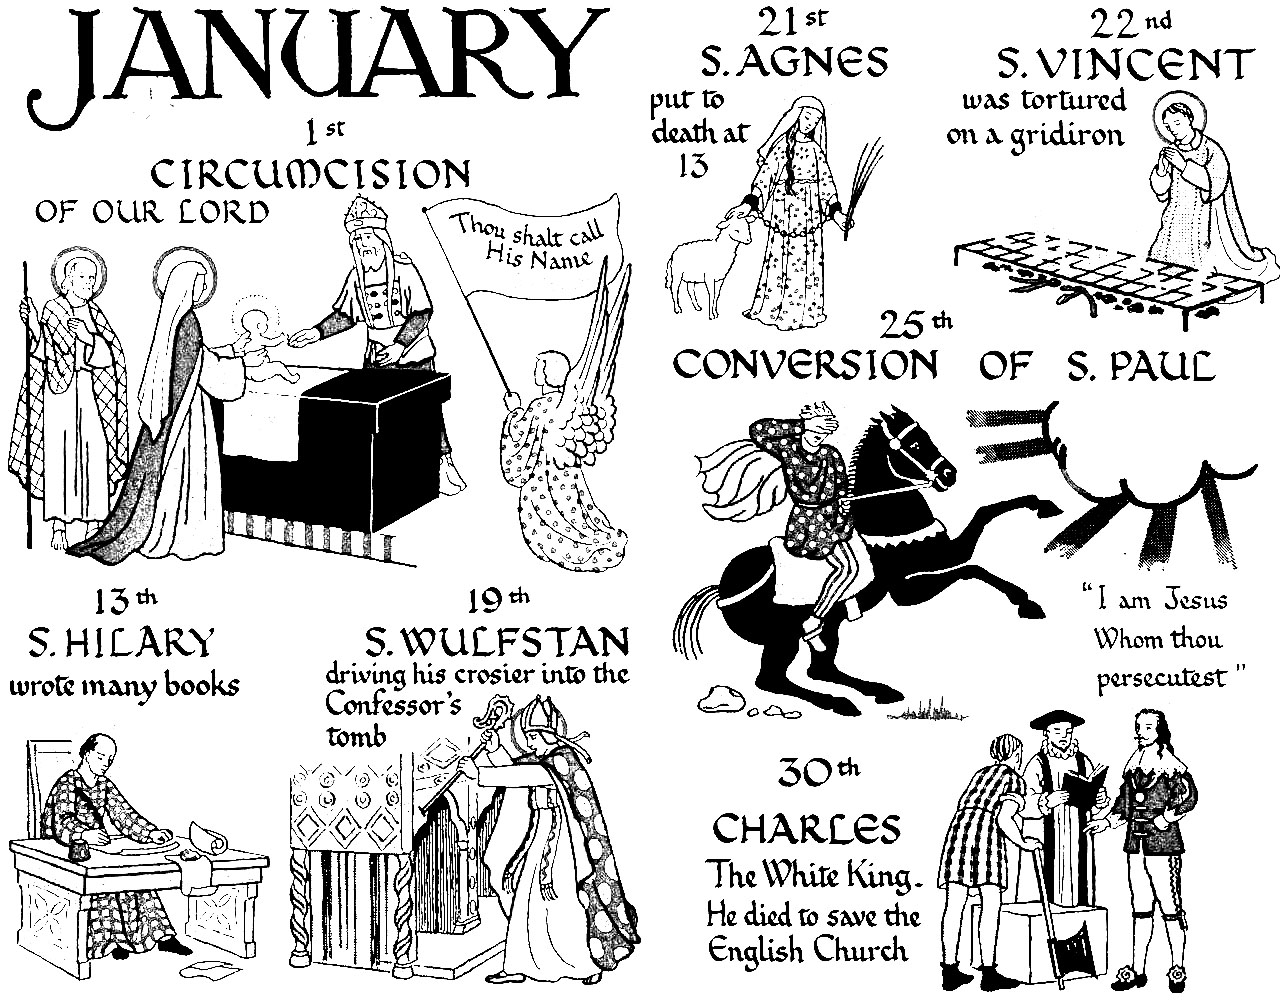 JANUARY
1st
CIRCUMCISION
OF OUR LORD
Thou shalt call
His Name
13th
S. HILARY
wrote many books
19th
S. WULFSTAN
driving his crosier into the
Confessor's
tomb
21st
S. AGNES
put to
death at
13
22nd
S. VINCENT
was tortured
on a gridiron
25th
CONVERSION OF S. PAUL
"I am Jesus
Whom thou
persecutest"
30th
CHARLES
The White King.
He died to save the
English Church